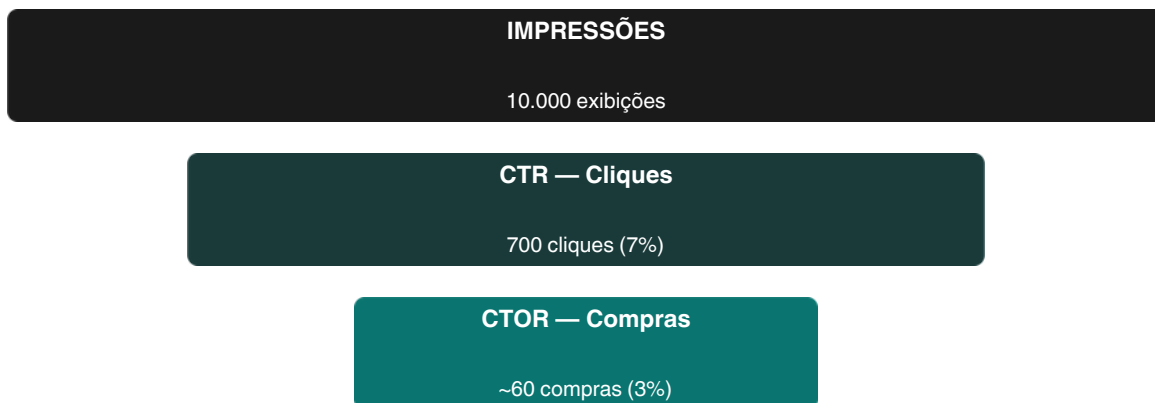 IMPRESSÕES
10.000 exibições
CTR — Cliques
700 cliques (7%)
CTOR — Compras
~60 compras (3%)